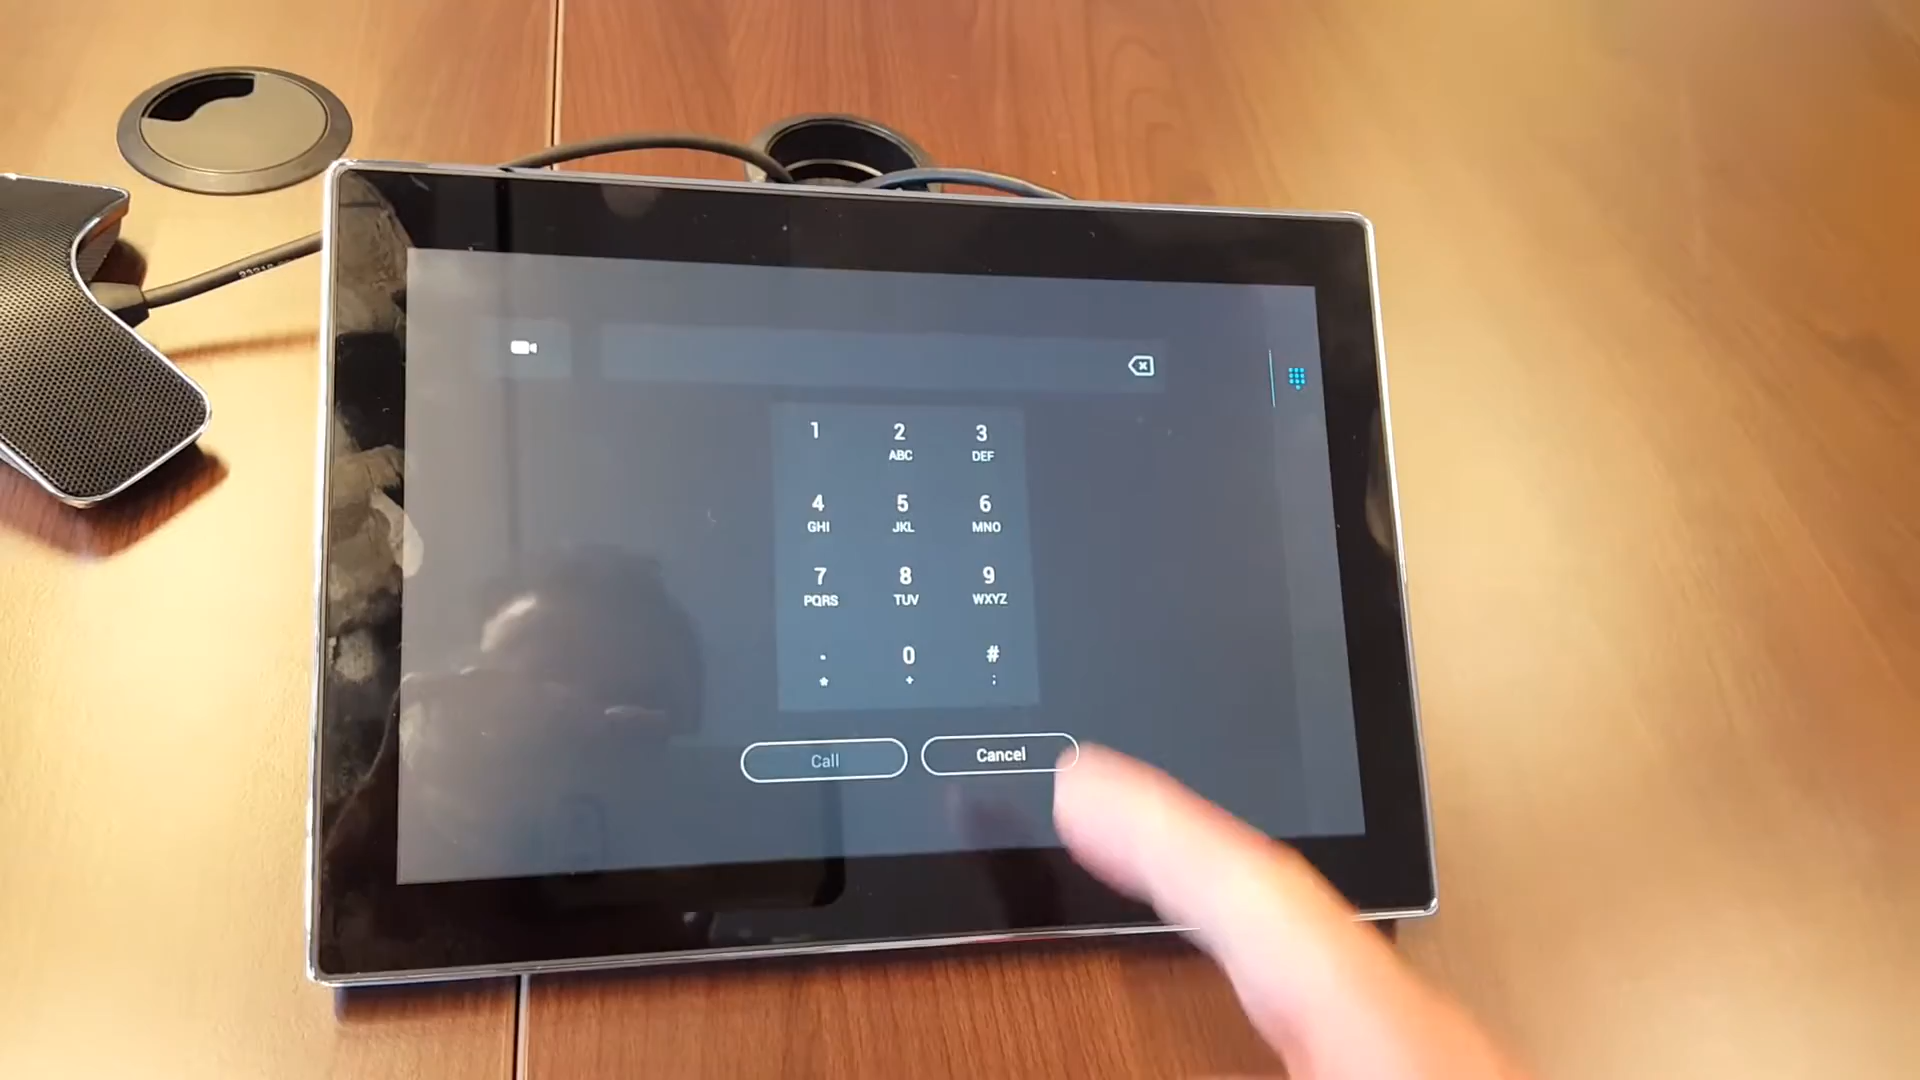 1 2 3
ABC DEF
4 5 6
GHI JKL MNO
7 8 9
PQRS TUV WXYZ
. 0 #
* + ;
Call Cancel